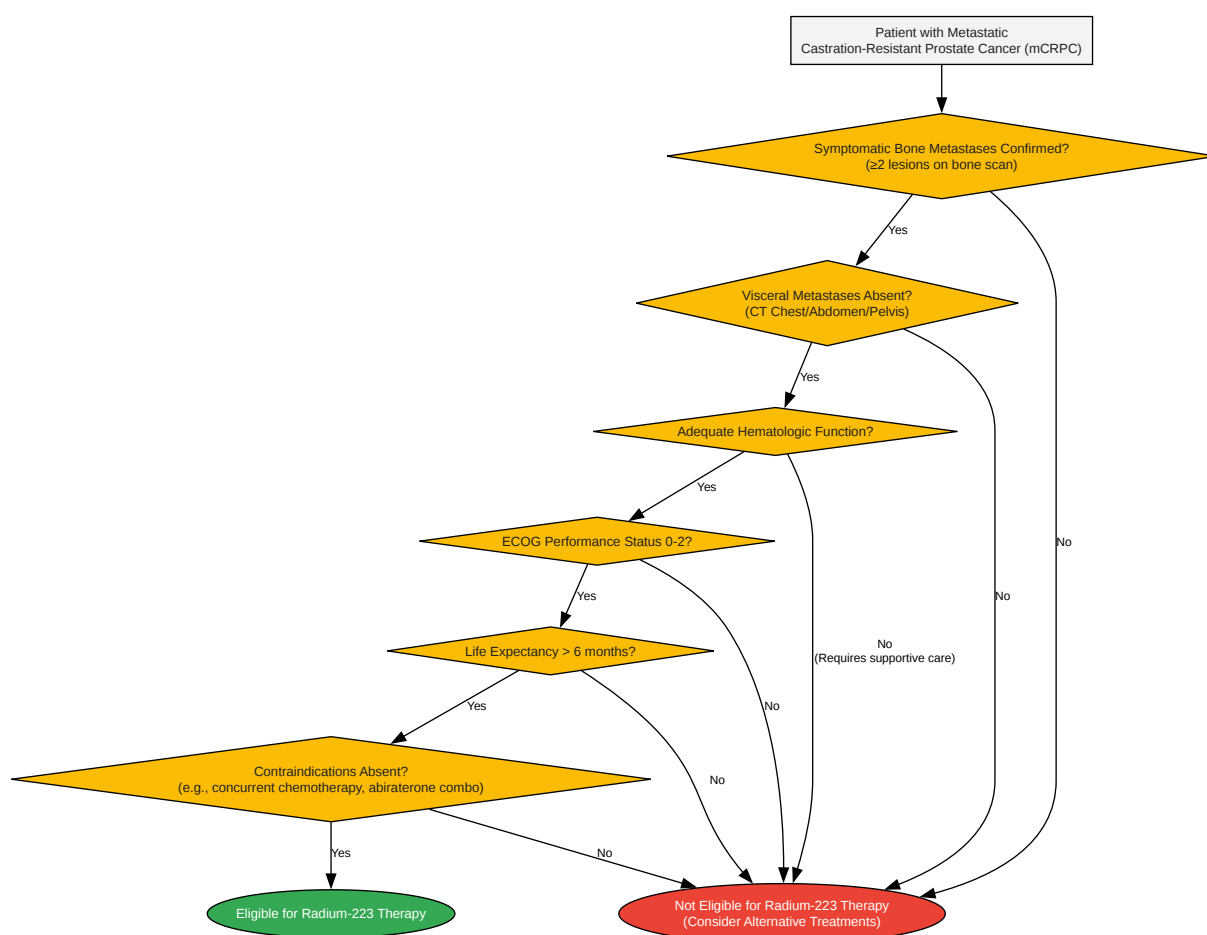 Patient with Metastatic
Castration-Resistant Prostate Cancer (mCRPC)
Symptomatic Bone Metastases Confirmed?
(≥2 lesions on bone scan)
Yes
Visceral Metastases Absent?
(CT Chest/Abdomen/Pelvis)
Yes
Adequate Hematologic Function?
Yes
ECOG Performance Status 0-2?
No
Yes
No
Life Expectancy > 6 months?
No
(Requires supportive care)
Yes
No
Contraindications Absent?
(e.g., concurrent chemotherapy, abiraterone combo)
No
Yes
No
Eligible for Radium-223 Therapy
Not Eligible for Radium-223 Therapy
(Consider Alternative Treatments)